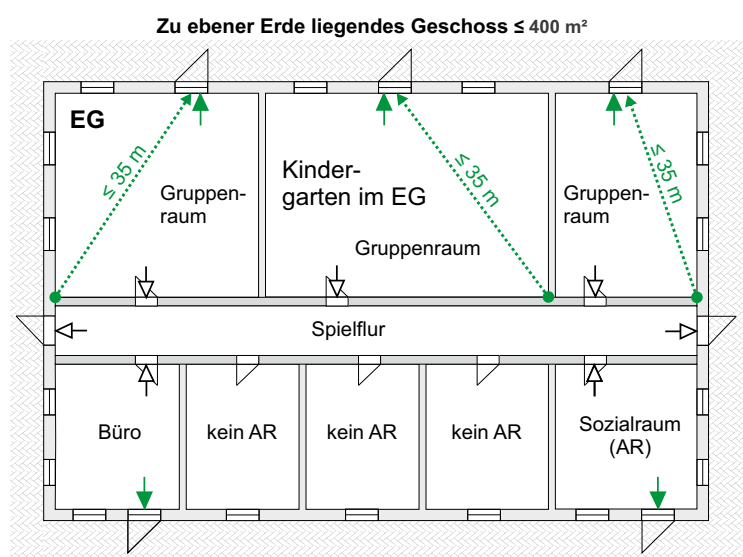 Zu ebener Erde liegendes Geschoss ≤ 400 m²
EG
≤ 35 m
Gruppen-
raum
Kinder-
garten im EG
≤ 35 m
Gruppenraum
≤ 35 m
Gruppen-
raum
Spielflur
Büro
kein AR
kein AR
kein AR
Sozialraum
(AR)